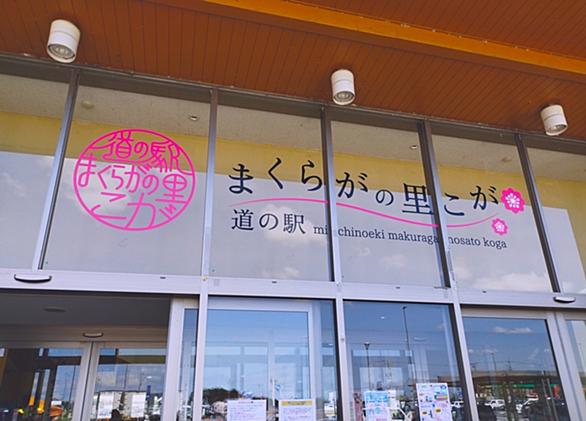 道の駅
まくらがの里
こが
まくらがの里こが
道の駅 michinoeki makuraganosato koga